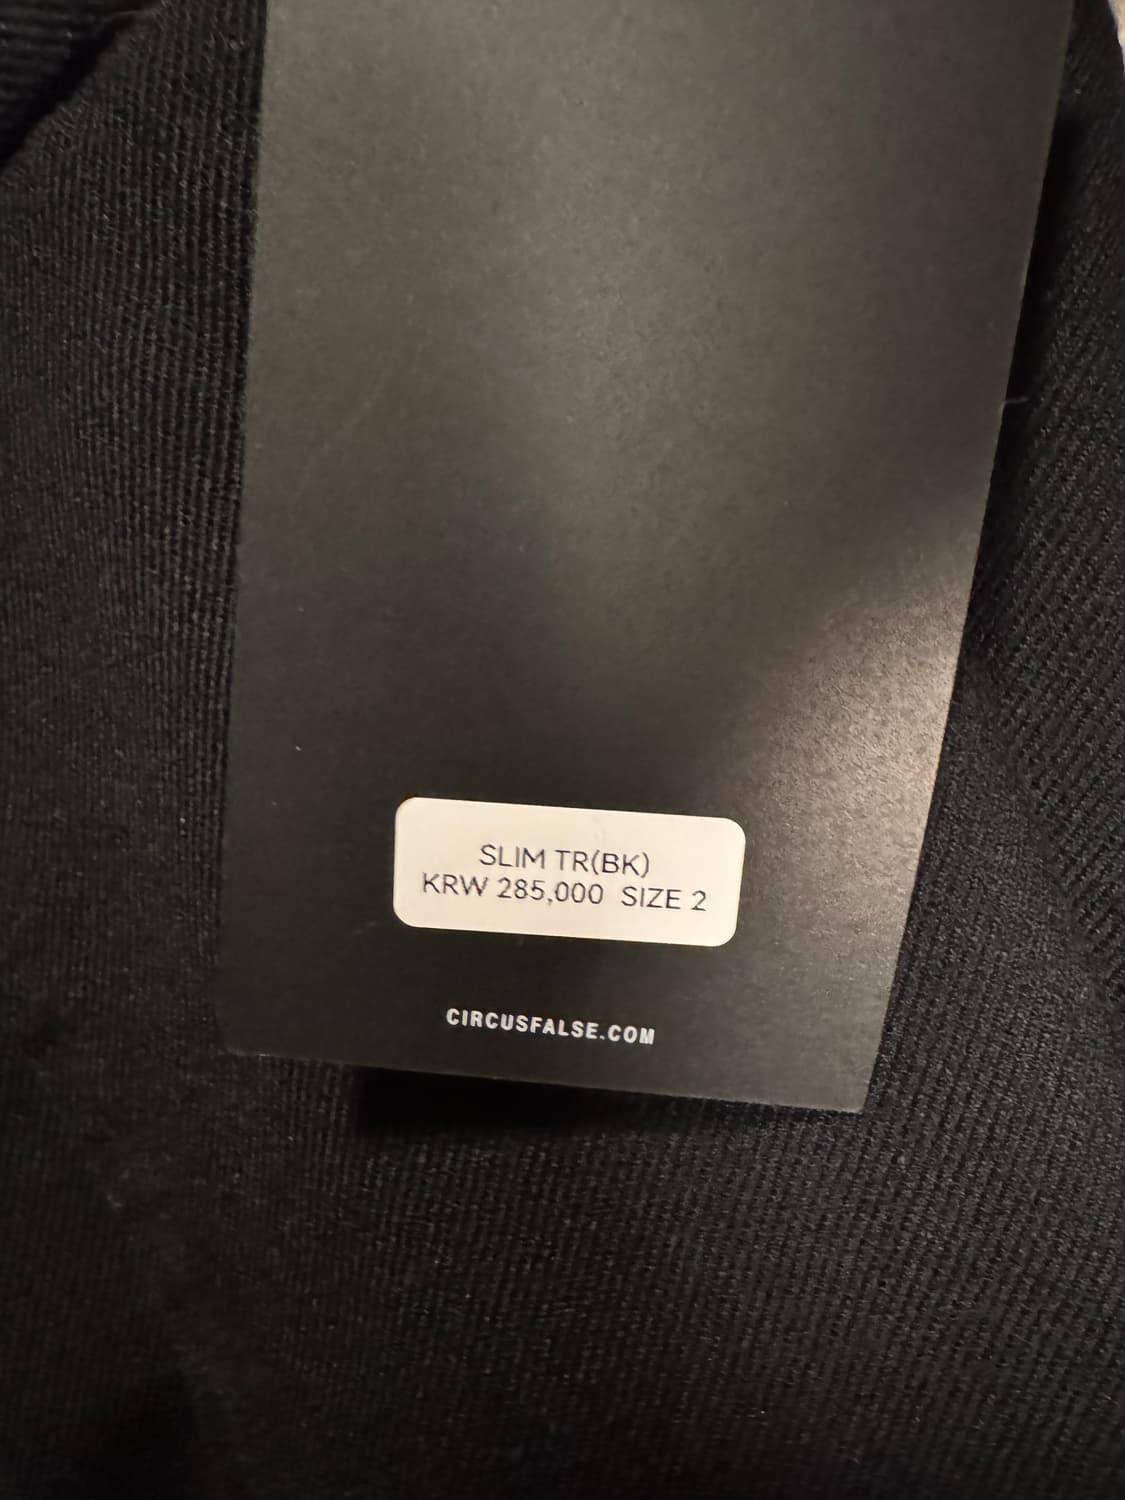 SLIM TR(BK)
KRW 285,000 SIZE 2
CIRCUSFALSE.COM